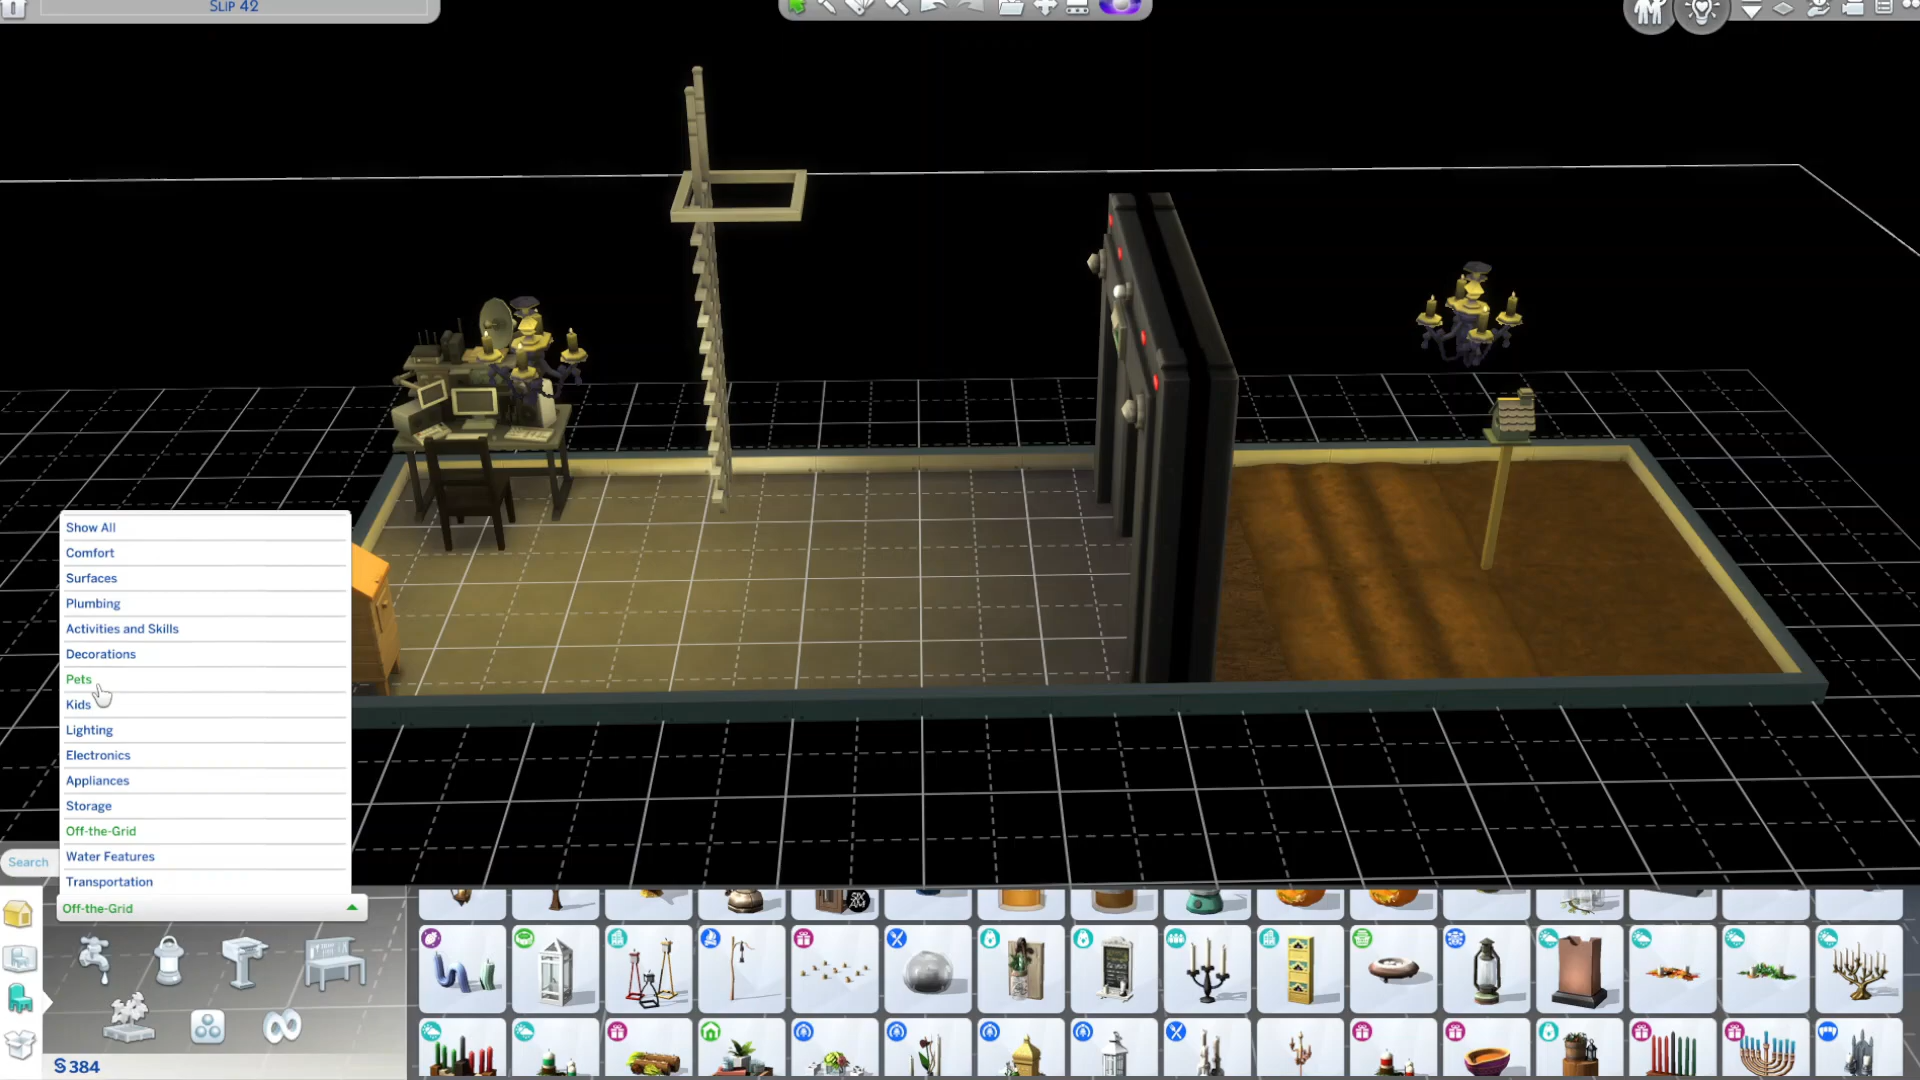 SLIP 42
Show All
Comfort
Surfaces
Plumbing
Activities and Skills
Decorations
Pets
Kids
Lighting
Electronics
Appliances
Storage
Off-the-Grid
Water Features
Transportation
Search
Off-the-Grid
§384